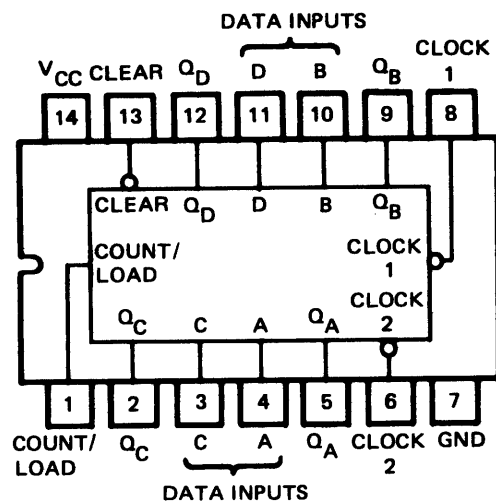 DATA INPUTS
VCC CLEAR QD D B QB CLOCK 1
14 13 12 11 10 9 8
CLEAR QD D B QB
COUNT/ LOAD
CLOCK 1
CLOCK 2
QC C A QA
1 2 3 4 5 6 7
COUNT/ LOAD QC C A QA CLOCK 2 GND
DATA INPUTS